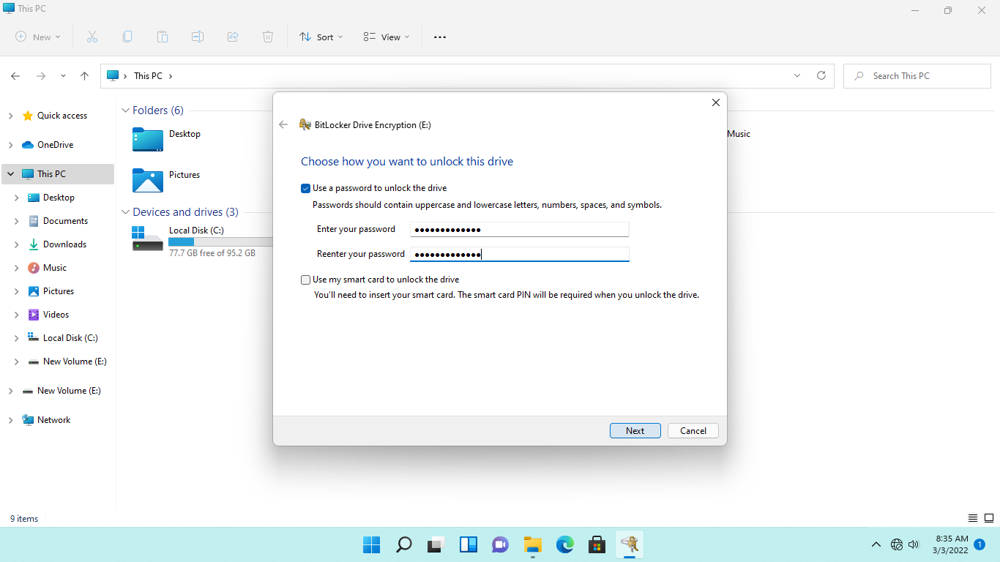 This PC
New
Sort
View
This PC
Search This PC
Quick access
OneDrive
This PC
Desktop
Documents
Downloads
Music
Pictures
Videos
Local Disk (C:)
New Volume (E:)
New Volume (E:)
Network
Folders (6)
Desktop
Music
Pictures
Devices and drives (3)
Local Disk (C:)
77.7 GB free of 95.2 GB
BitLocker Drive Encryption (E:)
Choose how you want to unlock this drive
Use a password to unlock the drive
Passwords should contain uppercase and lowercase letters, numbers, spaces, and symbols.
Enter your password
Reenter your password
Use my smart card to unlock the drive
You'll need to insert your smart card. The smart card PIN will be required when you unlock the drive.
Next
Cancel
9 items
8:35 AM
3/3/2022
1